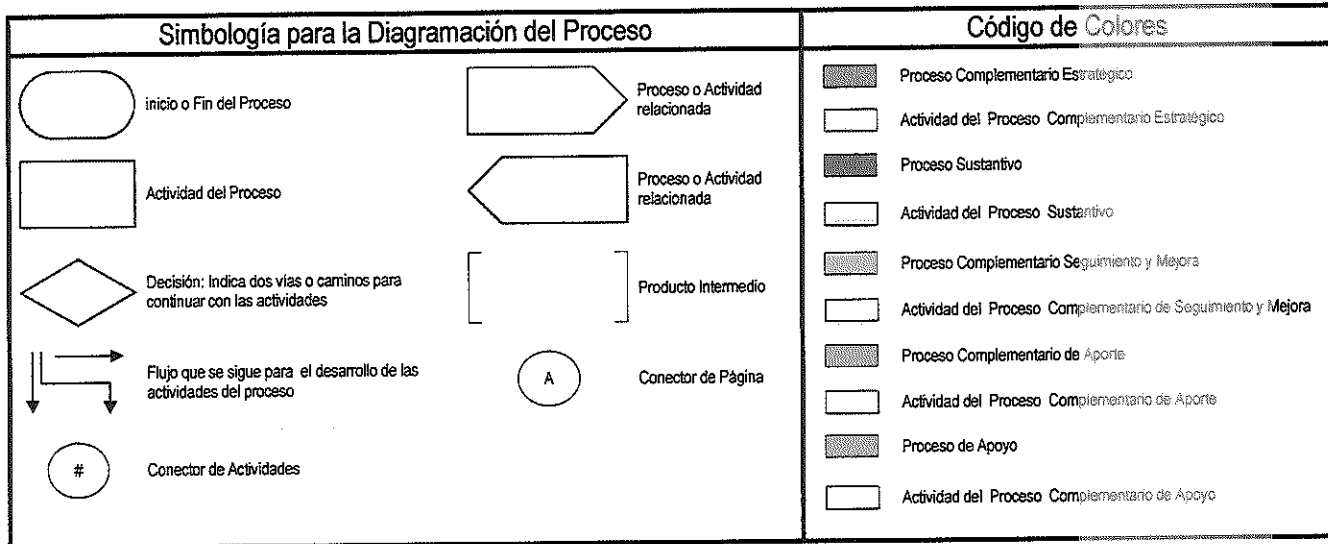 Simbología para la Diagramación del Proceso
inicio o Fin del Proceso
Proceso o Actividad
relacionada
Actividad del Proceso
Proceso o Actividad
relacionada
Decisión: Indica dos vías o caminos para
continuar con las actividades
Producto Intermedio
Flujo que se sigue para el desarrollo de las
actividades del proceso
A
Conector de Página
#
Conector de Actividades
Código de Colores
Proceso Complementario Estratégico
Actividad del Proceso Complementario Estratégico
Proceso Sustantivo
Actividad del Proceso Sustantivo
Proceso Complementario Seguimiento y Mejora
Actividad del Proceso Complementario de Seguimiento y Mejora
Proceso Complementario de Aporte
Actividad del Proceso Complementario de Aporte
Proceso de Apoyo
Actividad del Proceso Complementario de Apoyo